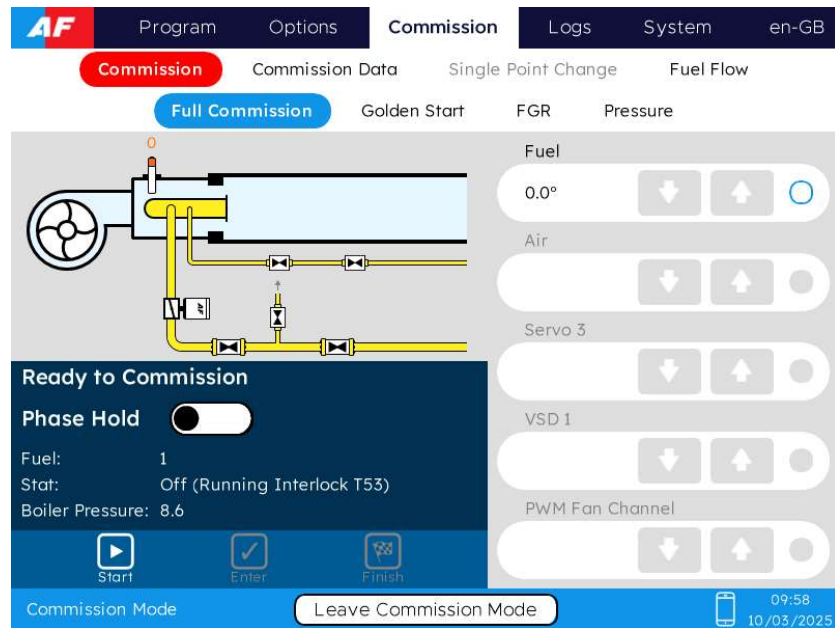 AF Program Options Commission Logs System en-GB
Commission Commission Data Single Point Change Fuel Flow
Full Commission Golden Start FGR Pressure
0
Fuel
0.0°
Air
Servo 3
VSD 1
PWM Fan Channel
Ready to Commission
Phase Hold
Fuel: 1
Stat: Off (Running Interlock T53)
Boiler Pressure: 8.6
Start Enter Finish
Commission Mode Leave Commission Mode 09:58
10/03/2025